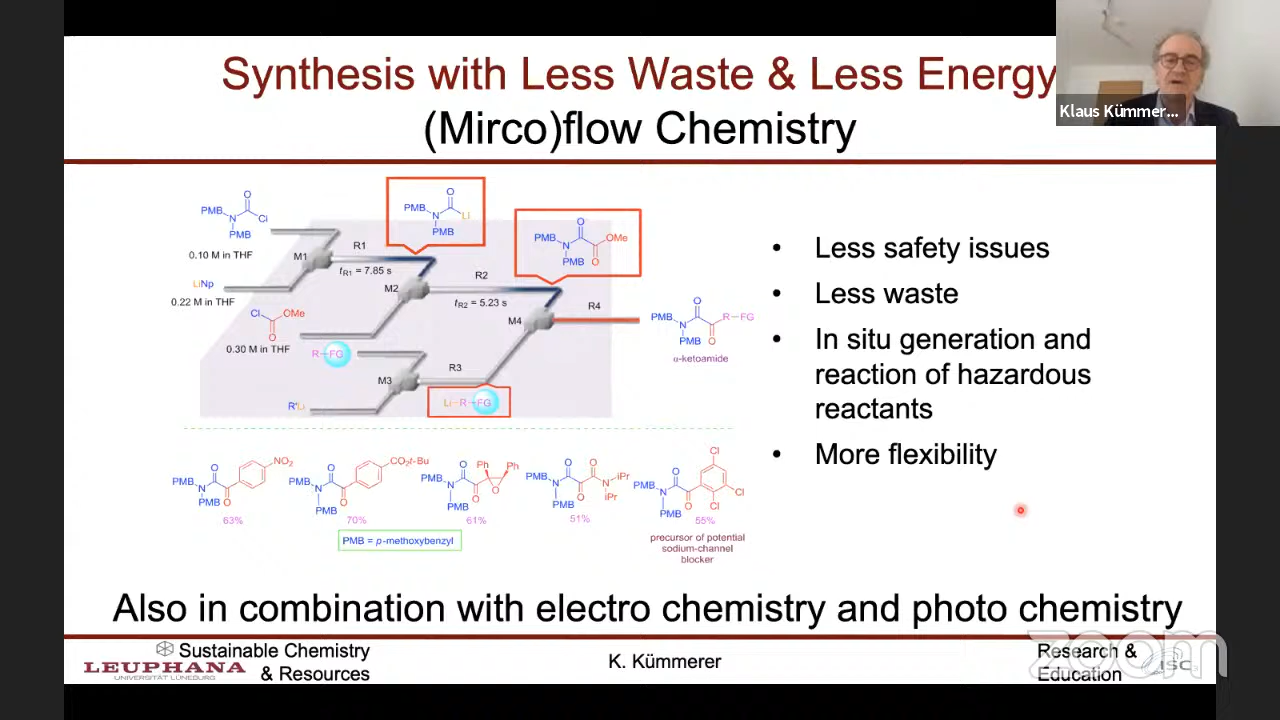 Synthesis with Less Waste & Less Energy
(Mirco)flow Chemistry
Klaus Kümmer...
PMB
N
O
Cl
PMB
0.10 M in THF
LiNp
0.22 M in THF
Cl
OMe
O
0.30 M in THF
R–FG
R'Li
M1
R1
tR1 = 7.85 s
M2
R2
tR2 = 5.23 s
M3
R3
M4
R4
PMB
N
O
Li
PMB
PMB
N
O
OMe
PMB
O
Li–R–FG
PMB
N
O
R–FG
PMB
O
α-ketoamide
PMB
N
O
NO2
PMB
O
63%
PMB
N
O
CO2t-Bu
PMB
O
70%
PMB
N
O
Ph
Ph
O
PMB
O
61%
PMB
N
O
O
N
iPr
iPr
PMB
O
51%
PMB
N
O
Cl
Cl
Cl
PMB
O
55%
PMB = p-methoxybenzyl
precursor of potential
sodium-channel
blocker
• Less safety issues
• Less waste
• In situ generation and
reaction of hazardous
reactants
• More flexibility
Also in combination with electro chemistry and photo chemistry
Sustainable Chemistry
& Resources
LEUPHANA
UNIVERSITÄT LÜNEBURG
K. Kümmerer
Research &
Education
ISC3
zoom